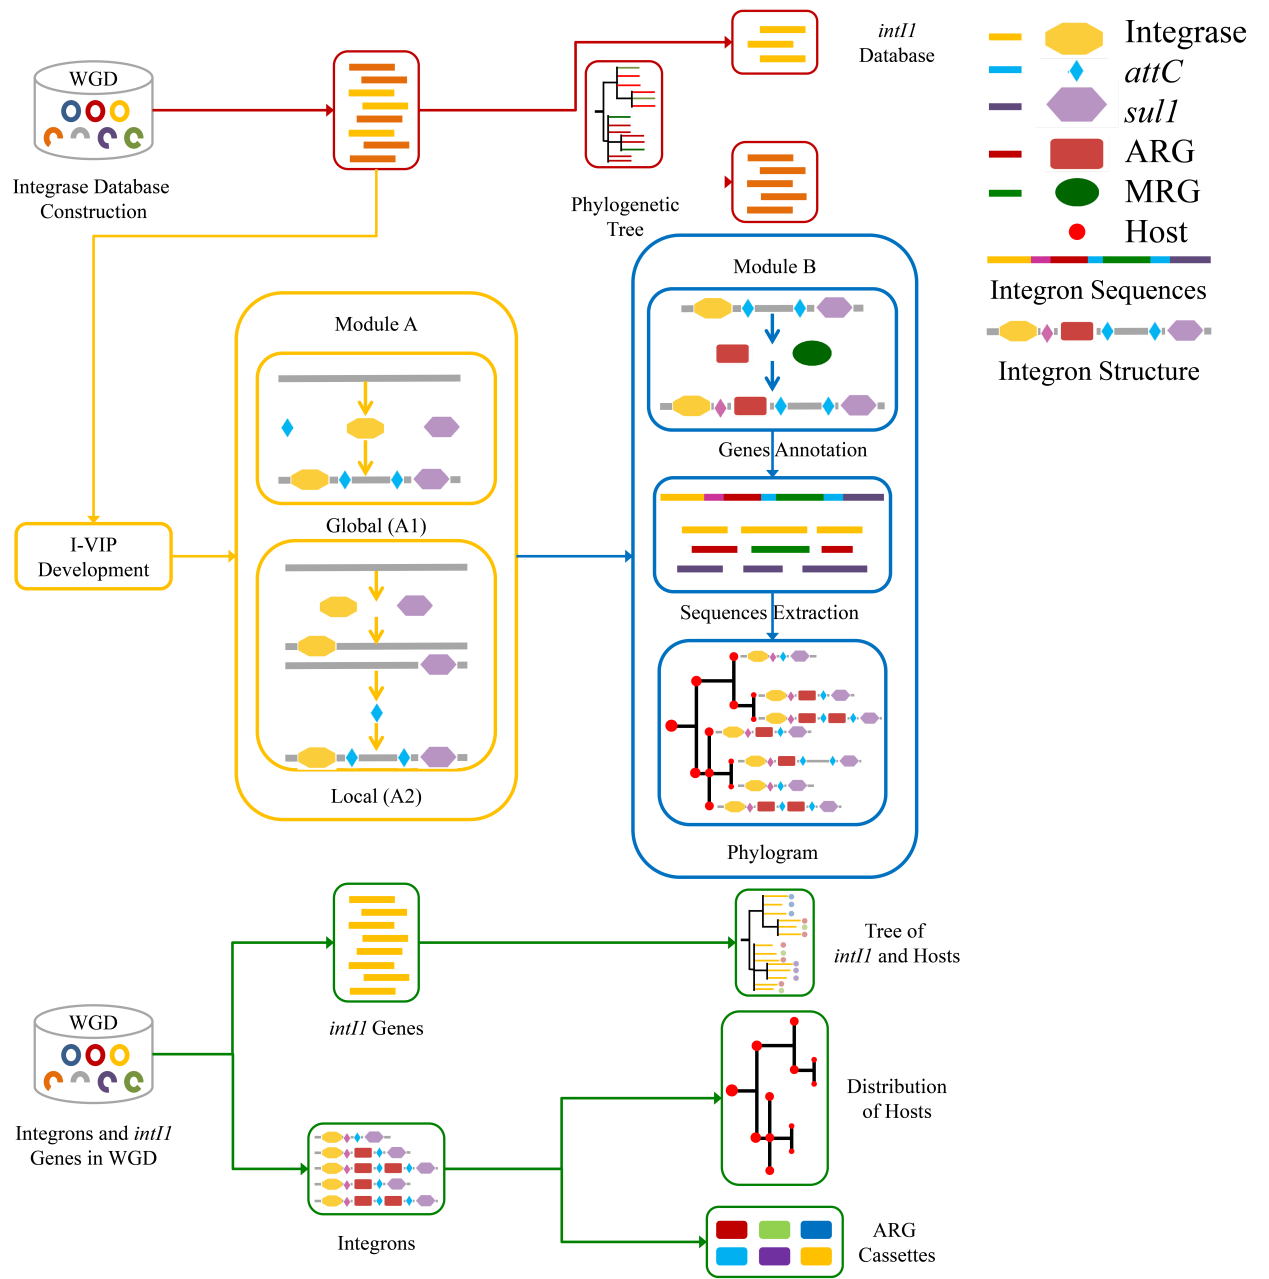 WGD
Integrase Database
Construction
Phylogenetic
Tree
intI1
Database
Integrase
attC
sul1
ARG
MRG
Host
Integron Sequences
Integron Structure
I-VIP
Development
Module A
Global (A1)
Local (A2)
Module B
Genes Annotation
Sequences Extraction
Phylogram
WGD
Integrons and intI1
Genes in WGD
intI1 Genes
Integrons
Tree of
intI1 and Hosts
Distribution
of Hosts
ARG
Cassettes